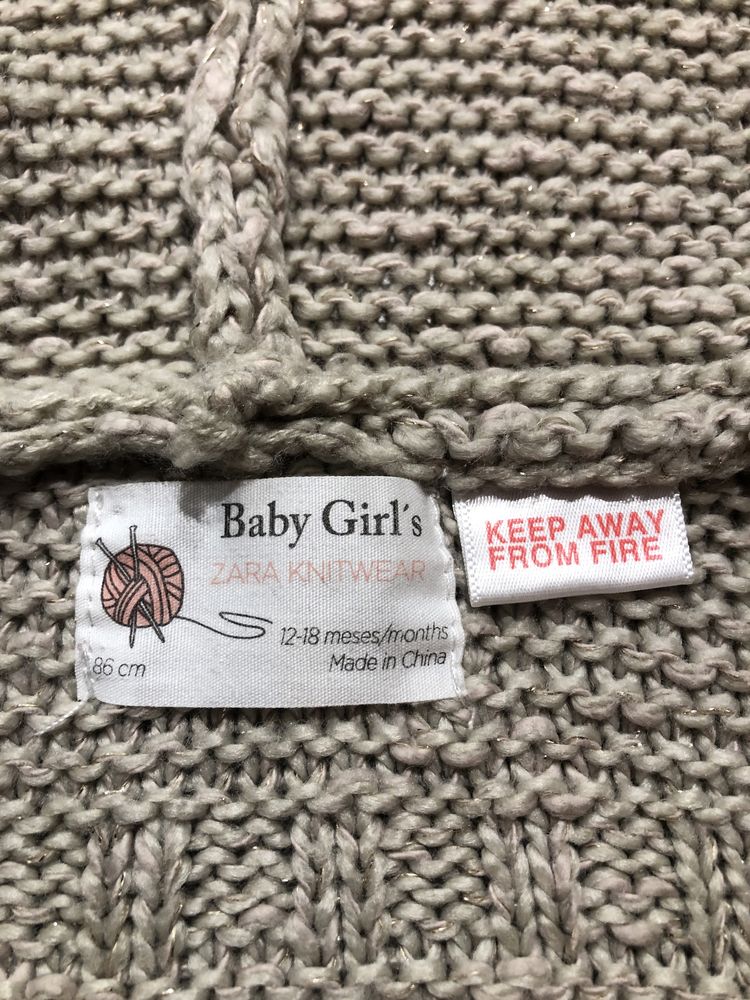 Baby Girl´s
ZARA KNITWEAR
12-18 meses/months
Made in China
86 cm
KEEP AWAY
FROM FIRE